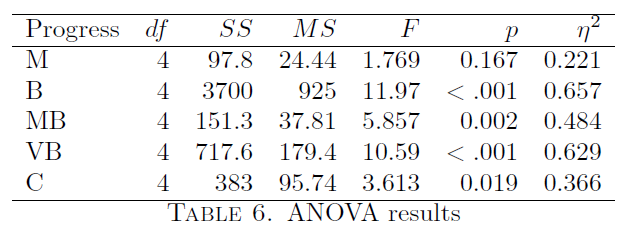 Progress df SS MS F p η²
M 4 97.8 24.44 1.769 0.167 0.221
B 4 3700 925 11.97 < .001 0.657
MB 4 151.3 37.81 5.857 0.002 0.484
VB 4 717.6 179.4 10.59 < .001 0.629
C 4 383 95.74 3.613 0.019 0.366
TABLE 6. ANOVA results